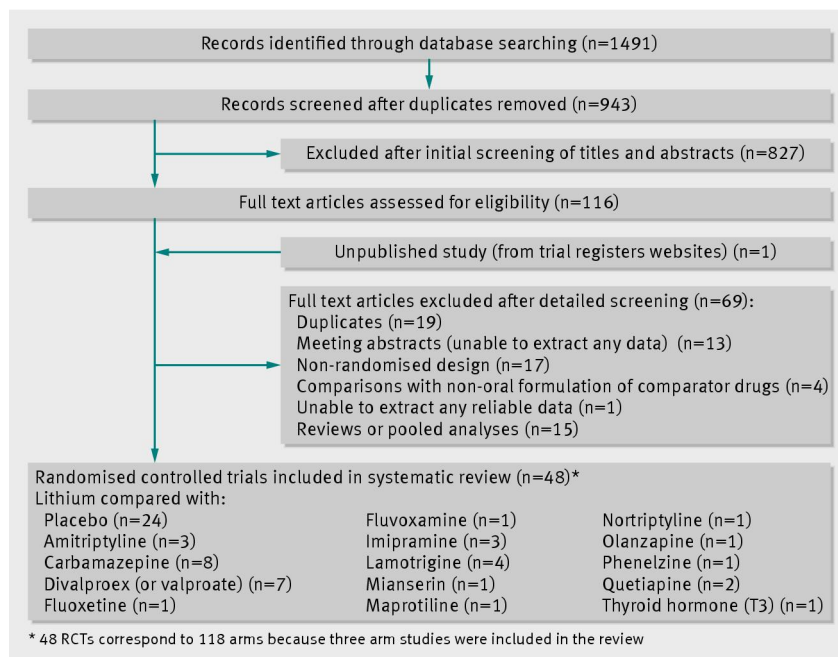 Records identified through database searching (n=1491)
Records screened after duplicates removed (n=943)
Excluded after initial screening of titles and abstracts (n=827)
Full text articles assessed for eligibility (n=116)
Unpublished study (from trial registers websites) (n=1)
Full text articles excluded after detailed screening (n=69):
Duplicates (n=19)
Meeting abstracts (unable to extract any data) (n=13)
Non-randomised design (n=17)
Comparisons with non-oral formulation of comparator drugs (n=4)
Unable to extract any reliable data (n=1)
Reviews or pooled analyses (n=15)
Randomised controlled trials included in systematic review (n=48)*
Lithium compared with:
Placebo (n=24)
Amitriptyline (n=3)
Carbamazepine (n=8)
Divalproex (or valproate) (n=7)
Fluoxetine (n=1)
Fluvoxamine (n=1)
Imipramine (n=3)
Lamotrigine (n=4)
Mianserin (n=1)
Maprotiline (n=1)
Nortriptyline (n=1)
Olanzapine (n=1)
Phenelzine (n=1)
Quetiapine (n=2)
Thyroid hormone (T3) (n=1)
* 48 RCTs correspond to 118 arms because three arm studies were included in the review